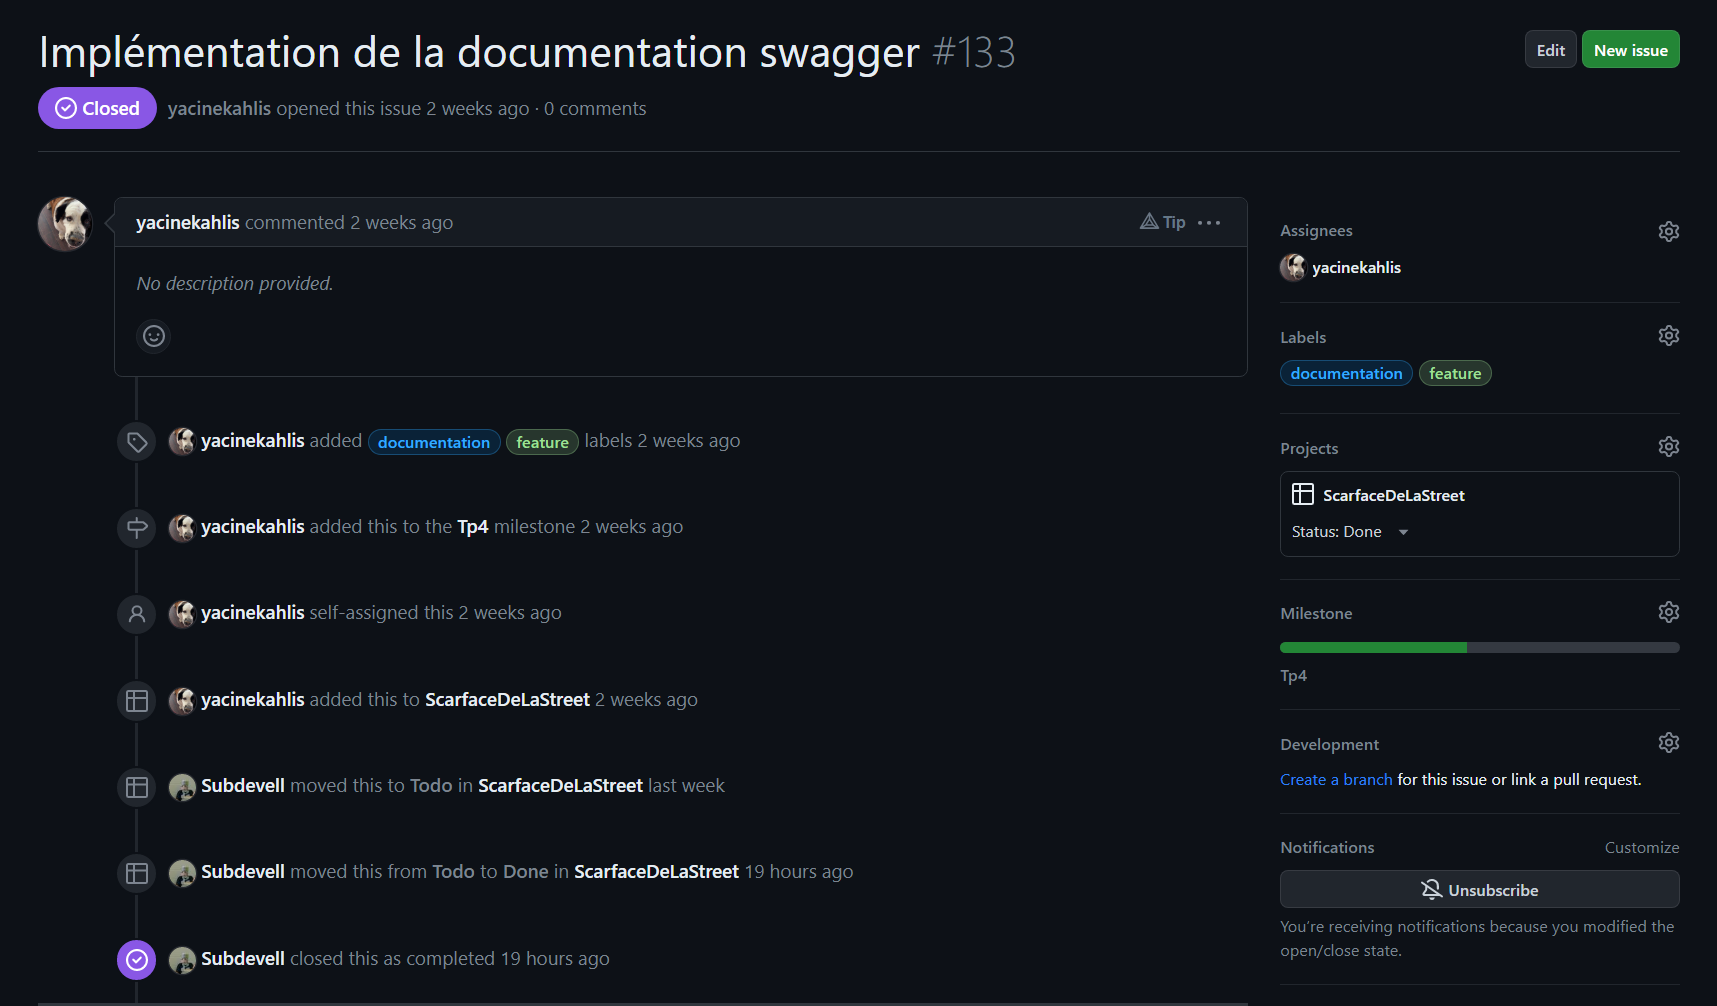 Implémentation de la documentation swagger #133
Edit
New issue
Closed
yacinekahlis opened this issue 2 weeks ago · 0 comments
yacinekahlis commented 2 weeks ago
Tip
No description provided.
yacinekahlis added documentation feature labels 2 weeks ago
yacinekahlis added this to the Tp4 milestone 2 weeks ago
yacinekahlis self-assigned this 2 weeks ago
yacinekahlis added this to ScarfaceDeLaStreet 2 weeks ago
Subdevell moved this to Todo in ScarfaceDeLaStreet last week
Subdevell moved this from Todo to Done in ScarfaceDeLaStreet 19 hours ago
Subdevell closed this as completed 19 hours ago
Assignees
yacinekahlis
Labels
documentation feature
Projects
ScarfaceDeLaStreet
Status: Done
Milestone
Tp4
Development
Create a branch for this issue or link a pull request.
Notifications
Customize
Unsubscribe
You’re receiving notifications because you modified the
open/close state.